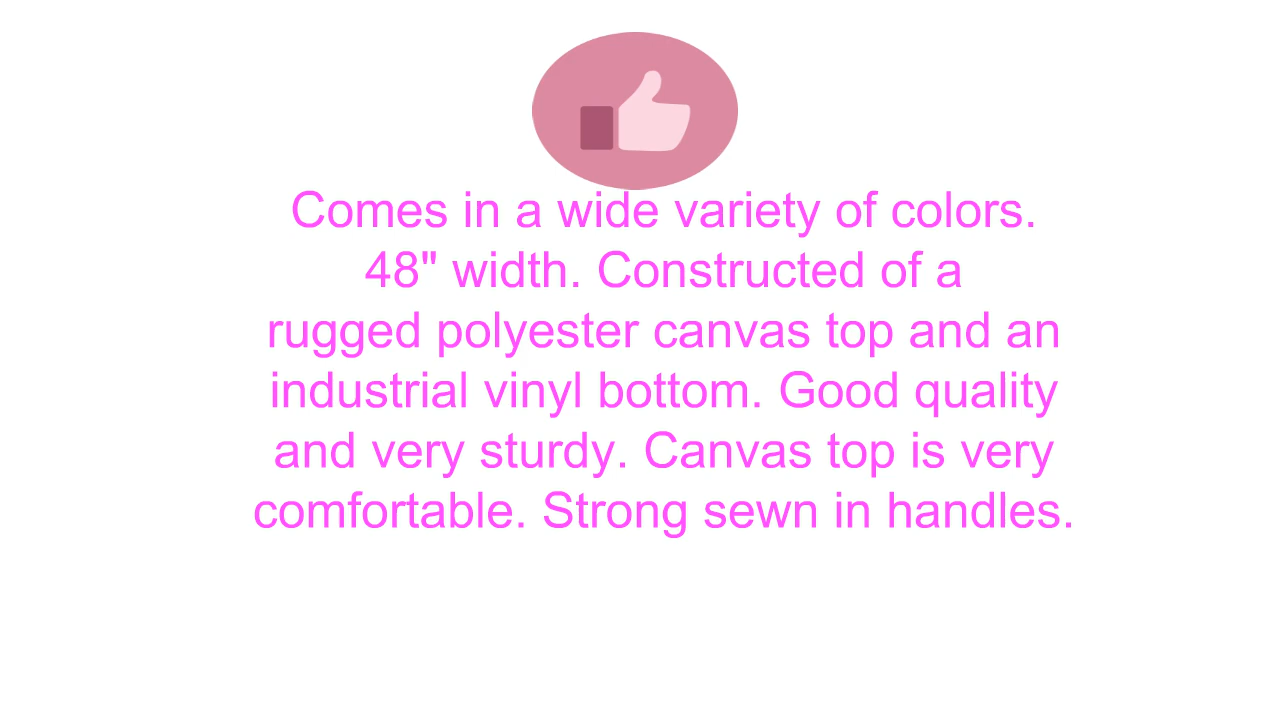 Comes in a wide variety of colors.
48" width. Constructed of a
rugged polyester canvas top and an
industrial vinyl bottom. Good quality
and very sturdy. Canvas top is very
comfortable. Strong sewn in handles.